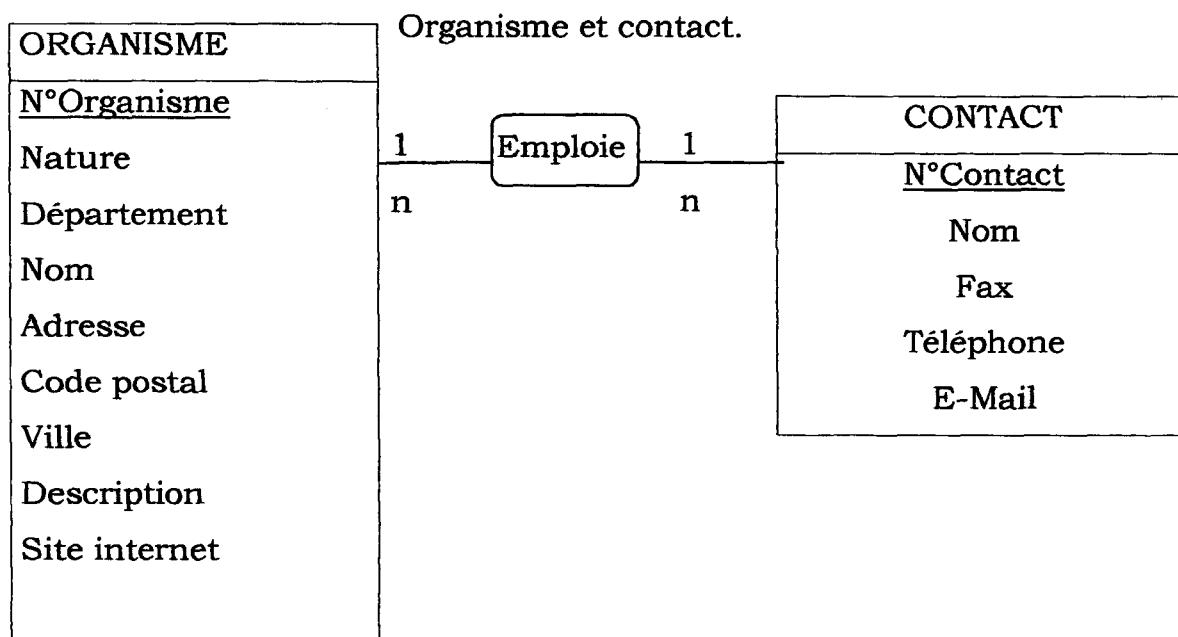 Organisme et contact.
ORGANISME
N°Organisme
Nature
Département
Nom
Adresse
Code postal
Ville
Description
Site internet
1
n
Emploie
1
n
CONTACT
N°Contact
Nom
Fax
Téléphone
E-Mail